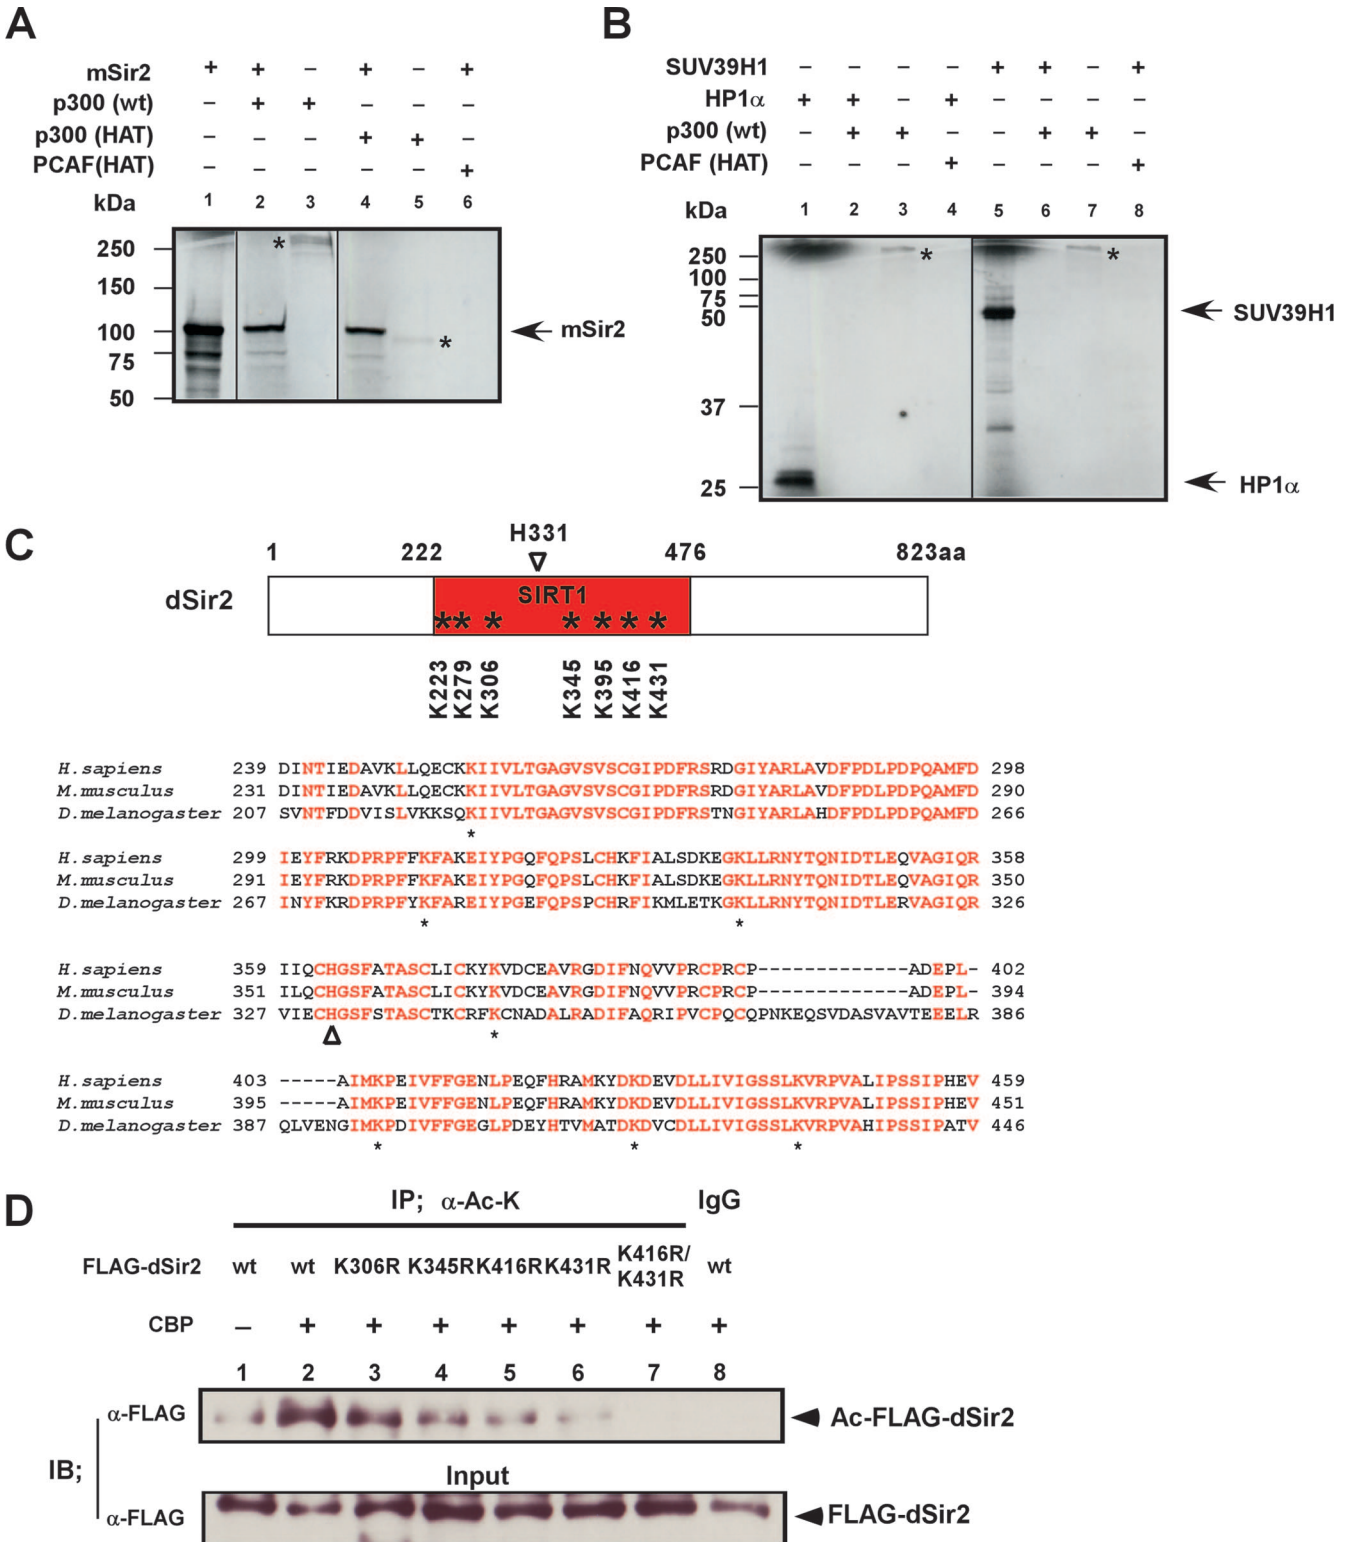 A
mSir2 + + – + – +
p300 (wt) – + + – – –
p300 (HAT) – – – + + –
PCAF(HAT) – – – – – +
kDa 1 2 3 4 5 6
250 *
150
100 mSir2
75 *
50
B
SUV39H1 – – – – + + – +
HP1α + + – + – – – –
p300 (wt) – + + – – + + –
PCAF (HAT) – – – + – – – +
kDa 1 2 3 4 5 6 7 8
250 * *
100
75
50 SUV39H1
37
25 HP1α
C
H331
1 222 476 823aa
dSir2 SIRT1
* * * * * * *
K223 K279 K306 K345 K395 K416 K431
H.sapiens 239 DINTIEDAVKLLQECKKIIVLTGAGVSVSCGIPDFRSRDGIYARLAVDFPDLPDPQAMFD 298
M.musculus 231 DINTIEDAVKLLQECKKIIVLTGAGVSVSCGIPDFRSRDGIYARLAVDFPDLPDPQAMFD 290
D.melanogaster 207 SVNTFDDVISLVKKSQKIIVLTGAGVSVSCGIPDFRSTNGIYARLAHDFPDLPDPQAMFD 266
*
H.sapiens 299 IEYFRKDPRPFFKFAKEIYPGQFQPSLCHKFIALSDKEGKLLRNYTQNIDTLEQVAGIQR 358
M.musculus 291 IEYFRKDPRPFFKFAKEIYPGQFQPSLCHKFIALSDKEGKLLRNYTQNIDTLEQVAGIQR 350
D.melanogaster 267 INYFKRDPRPFYKFAREIYPGEFQPSPCHRFIKMLETKGKLLRNYTQNIDTLERVAGIQR 326
* *
H.sapiens 359 IIQCHGSFATASCLICKYKVDCEAVRGDIFNQVVPRCPRCP-------------ADEPL- 402
M.musculus 351 ILQCHGSFATASCLICKYKVDCEAVRGDIFNQVVPRCPRCP-------------ADEPL- 394
D.melanogaster 327 VIECHGSFSTASCTKCRFKCNADALRADIFAQRIPVCPQCQPNKEQSVDASVAVTEEELR 386
*
H.sapiens 403 -----AIMKPEIVFFGENLPEQFHRAMKYDKDEVDLLIVIGSSLKVRPVALIPSSIPHEV 459
M.musculus 395 -----AIMKPEIVFFGENLPEQFHRAMKYDKDEVDLLIVIGSSLKVRPVALIPSSIPHEV 451
D.melanogaster 387 QLVENGIMKPDIVFFGEGLPDEYHTVMATDKDVCDLLIVIGSSLKVRPVAHIPSSIPATV 446
* * *
D
IP; α-Ac-K IgG
FLAG-dSir2 wt wt K306R K345R K416R K431R K416R/K431R wt
CBP – + + + + + + +
1 2 3 4 5 6 7 8
α-FLAG Ac-FLAG-dSir2
IB;
Input
α-FLAG FLAG-dSir2